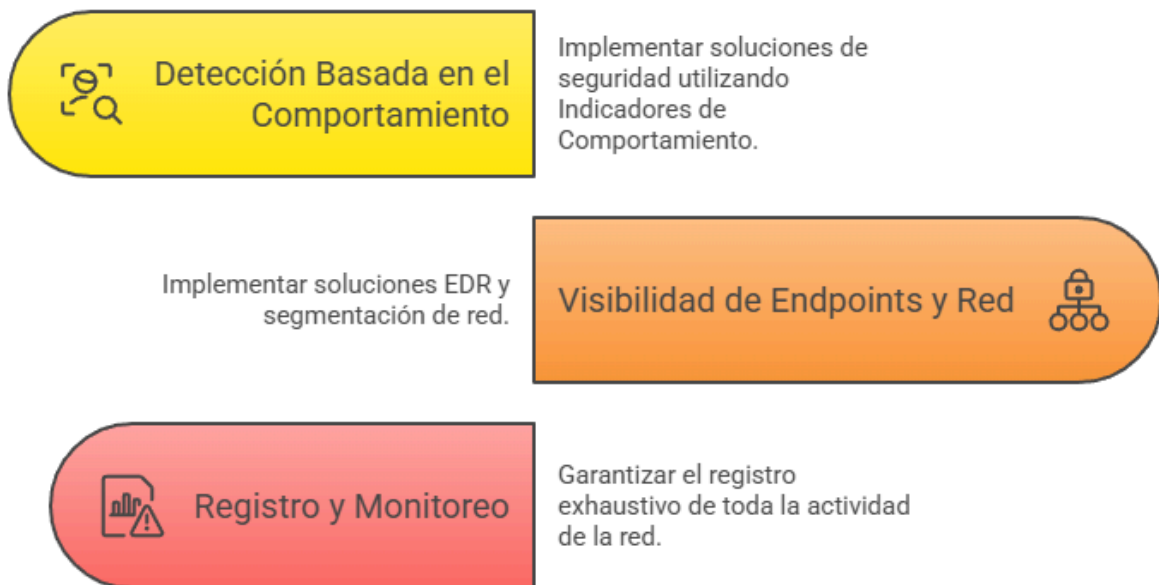 Detección Basada en el
Comportamiento
Implementar soluciones de
seguridad utilizando
Indicadores de
Comportamiento.
Implementar soluciones EDR y
segmentación de red.
Visibilidad de Endpoints y Red
Registro y Monitoreo
Garantizar el registro
exhaustivo de toda la actividad
de la red.